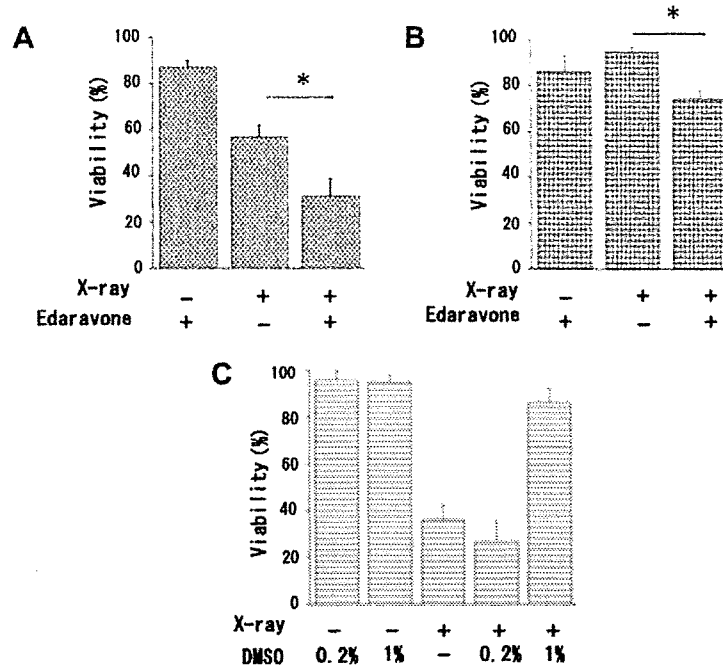 A
B
*
*
Viability (%)
100
80
60
40
20
0
X-ray – + +
Edaravone + – +
Viability (%)
100
80
60
40
20
0
X-ray – + +
Edaravone + – +
C
Viability (%)
100
80
60
40
20
0
X-ray – – + + +
DMSO 0.2% 1% – 0.2% 1%